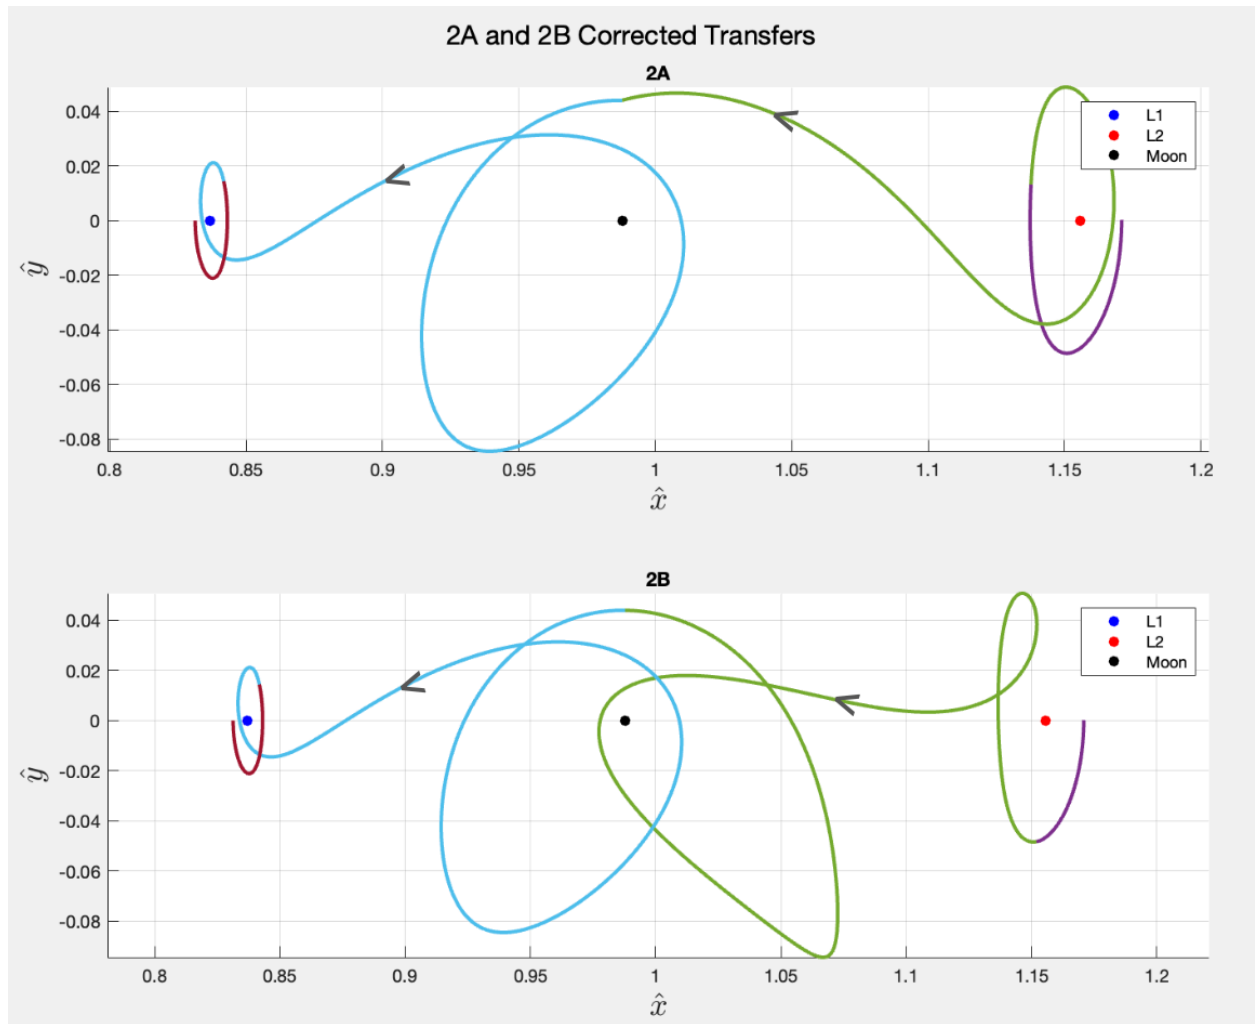 2A and 2B Corrected Transfers
2A
0.04
0.02
0
-0.02
-0.04
-0.06
-0.08
ŷ
L1
L2
Moon
0.8 0.85 0.9 0.95 1 1.05 1.1 1.15 1.2
x̂
2B
0.04
0.02
0
-0.02
-0.04
-0.06
-0.08
ŷ
L1
L2
Moon
0.8 0.85 0.9 0.95 1 1.05 1.1 1.15 1.2
x̂